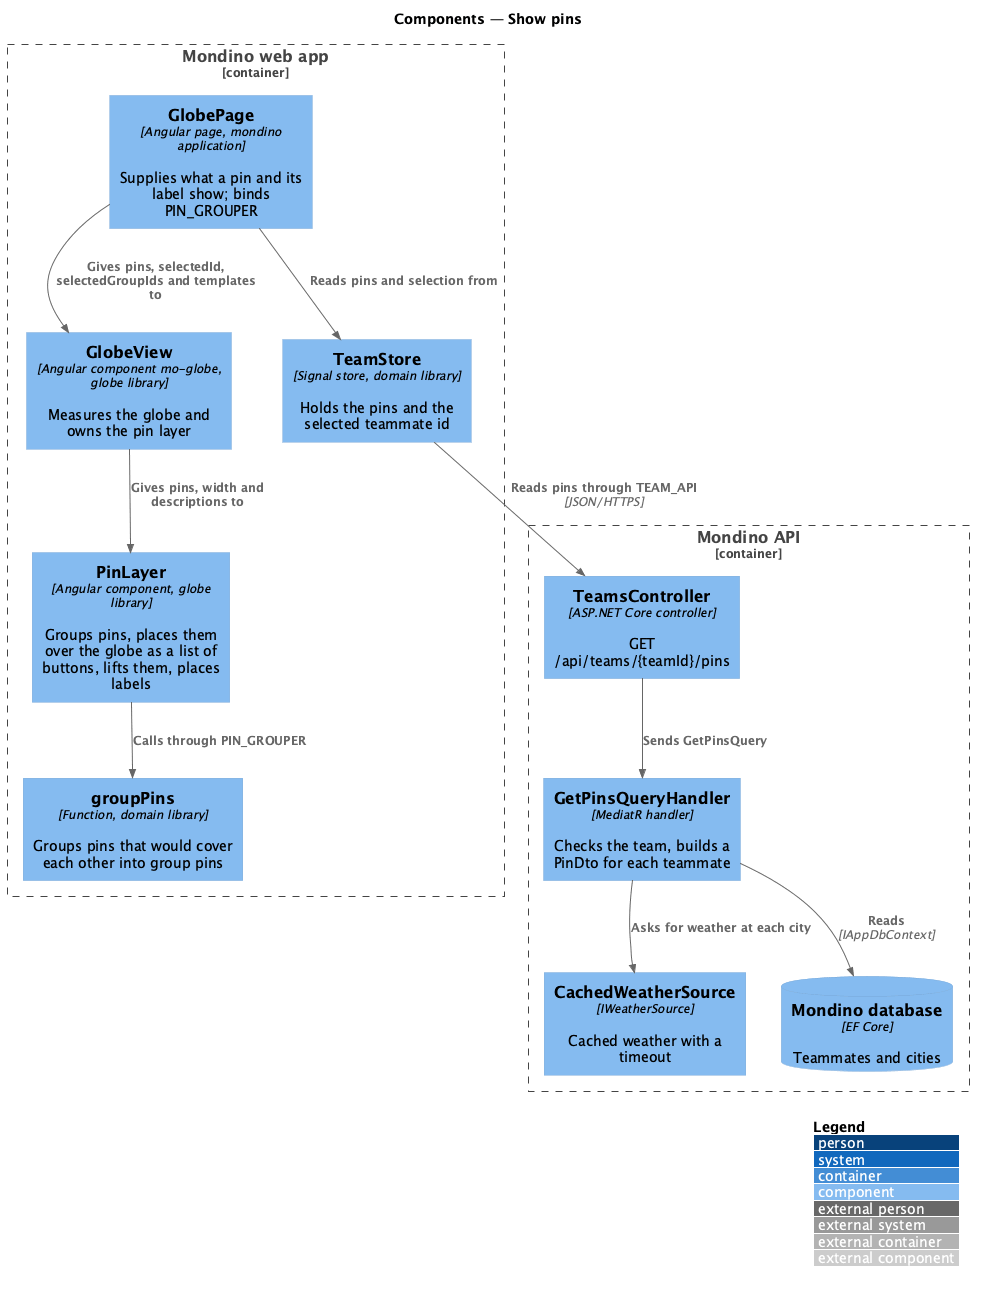 Components — Show pins
Mondino web app
[container]
GlobePage
[Angular page, mondino
application]
Supplies what a pin and its
label show; binds
PIN_GROUPER
Gives pins, selectedId,
selectedGroupIds and templates
to
Reads pins and selection from
GlobeView
[Angular component mo-globe,
globe library]
Measures the globe and
owns the pin layer
TeamStore
[Signal store, domain library]
Holds the pins and the
selected teammate id
Gives pins, width and
descriptions to
Reads pins through TEAM_API
[JSON/HTTPS]
Mondino API
[container]
PinLayer
[Angular component, globe
library]
Groups pins, places them
over the globe as a list of
buttons, lifts them, places
labels
TeamsController
[ASP.NET Core controller]
GET
/api/teams/{teamId}/pins
Calls through PIN_GROUPER
Sends GetPinsQuery
groupPins
[Function, domain library]
Groups pins that would cover
each other into group pins
GetPinsQueryHandler
[MediatR handler]
Checks the team, builds a
PinDto for each teammate
Asks for weather at each city
Reads
[IAppDbContext]
CachedWeatherSource
[IWeatherSource]
Cached weather with a
timeout
Mondino database
[EF Core]
Teammates and cities
Legend
person
system
container
component
external person
external system
external container
external component